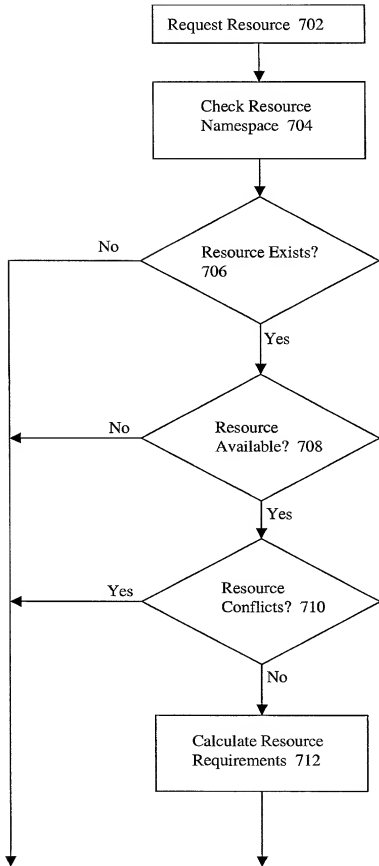 Request Resource 702
Check Resource
Namespace 704
No
Resource Exists?
706
Yes
No
Resource
Available? 708
Yes
Yes
Resource
Conflicts? 710
No
Calculate Resource
Requirements 712